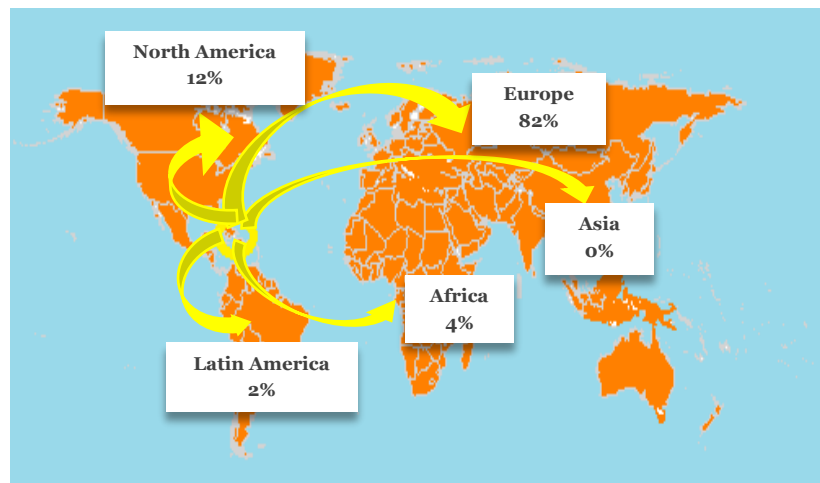 North America
12%
Europe
82%
Asia
0%
Africa
4%
Latin America
2%